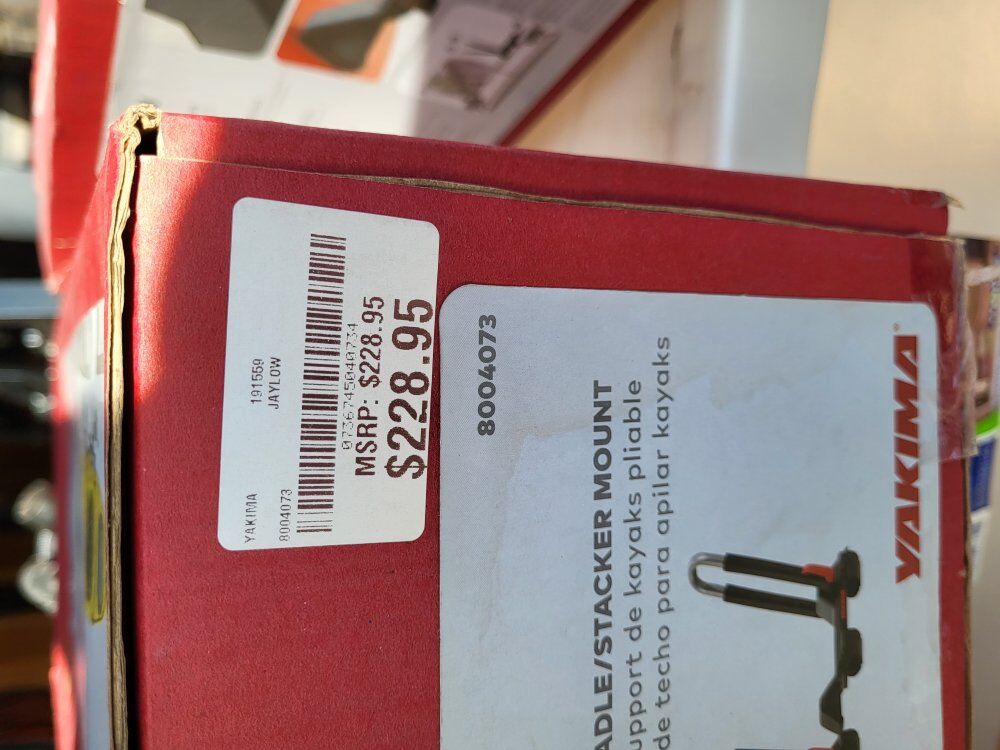 YAKIMA
191559
8004073
JAYLOW
0736745040734
MSRP: $228.95
$228.95
8004073
ADLE/STACKER MOUNT
upport de kayaks pliable
de techo para apilar kayaks
YAKIMA